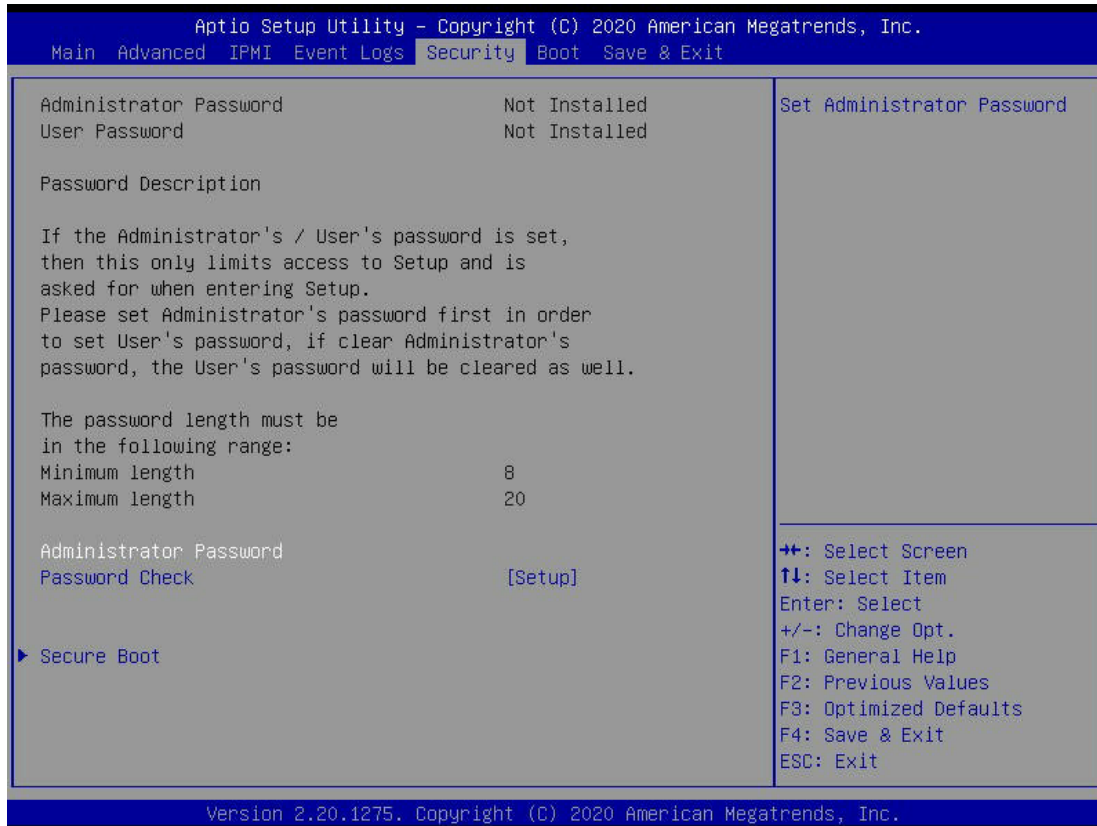 Aptio Setup Utility – Copyright (C) 2020 American Megatrends, Inc.
Main Advanced IPMI Event Logs Security Boot Save & Exit
Administrator Password Not Installed
User Password Not Installed
Password Description
If the Administrator's / User's password is set,
then this only limits access to Setup and is
asked for when entering Setup.
Please set Administrator's password first in order
to set User's password, if clear Administrator's
password, the User's password will be cleared as well.
The password length must be
in the following range:
Minimum length 8
Maximum length 20
Administrator Password
Password Check [Setup]
▶ Secure Boot
Set Administrator Password
→←: Select Screen
↑↓: Select Item
Enter: Select
+/-: Change Opt.
F1: General Help
F2: Previous Values
F3: Optimized Defaults
F4: Save & Exit
ESC: Exit
Version 2.20.1275. Copyright (C) 2020 American Megatrends, Inc.